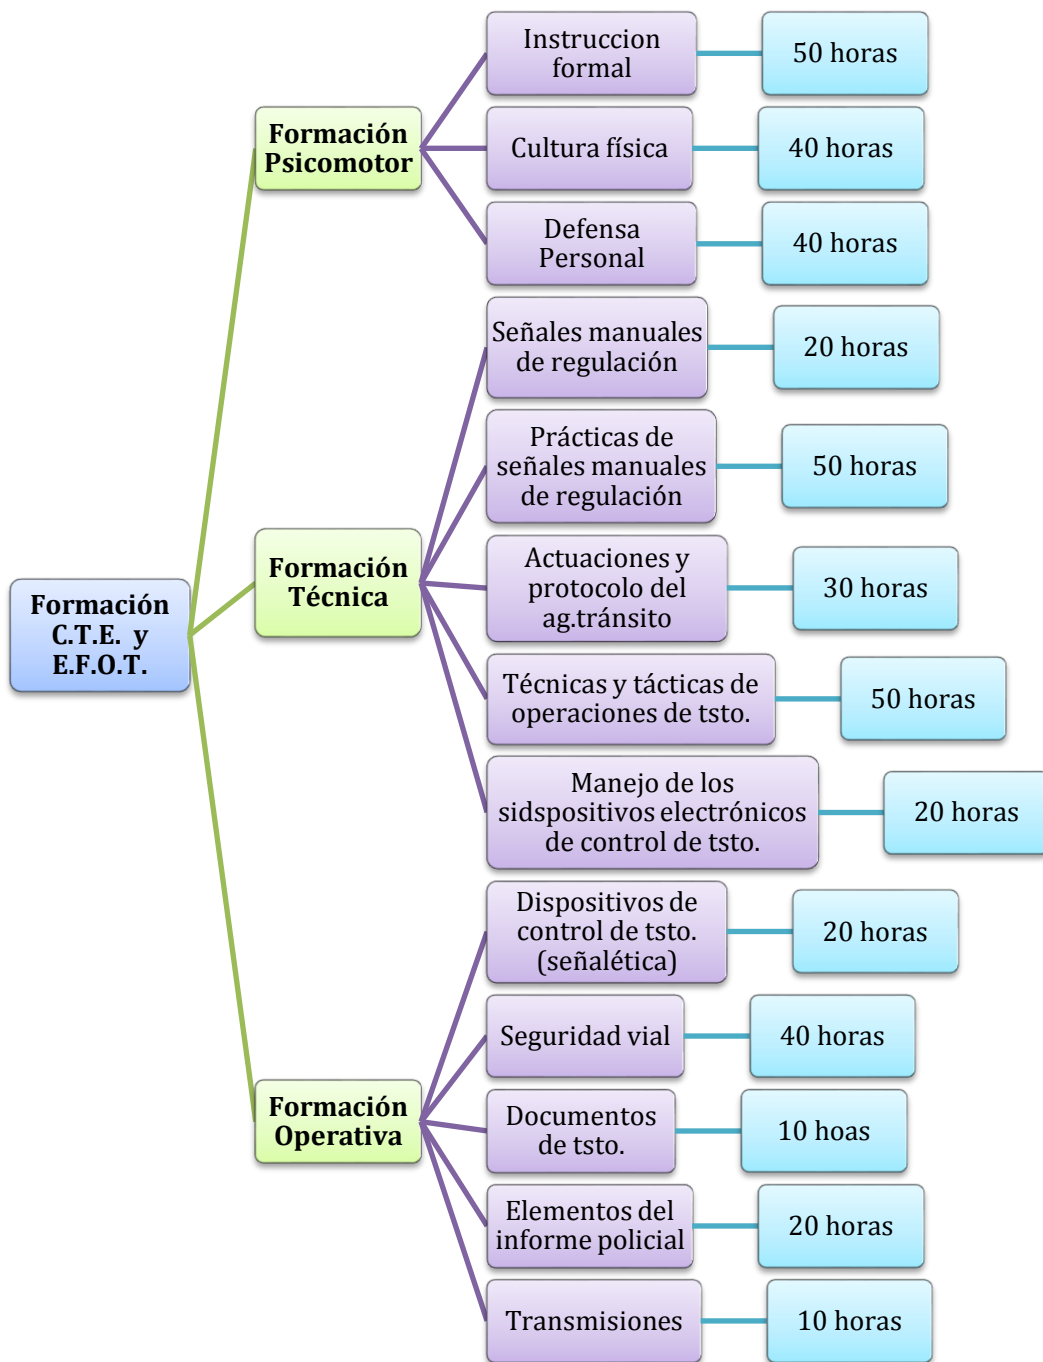 Formación
C.T.E. y
E.F.O.T.
Formación
Psicomotor
Instruccion
formal
50 horas
Cultura física
40 horas
Defensa
Personal
40 horas
Formación
Técnica
Señales manuales
de regulación
20 horas
Prácticas de
señales manuales
de regulación
50 horas
Actuaciones y
protocolo del
ag.tránsito
30 horas
Técnicas y tácticas de
operaciones de tsto.
50 horas
Manejo de los
sidspositivos electrónicos
de control de tsto.
20 horas
Formación
Operativa
Dispositivos de
control de tsto.
(señalética)
20 horas
Seguridad vial
40 horas
Documentos
de tsto.
10 hoas
Elementos del
informe policial
20 horas
Transmisiones
10 horas